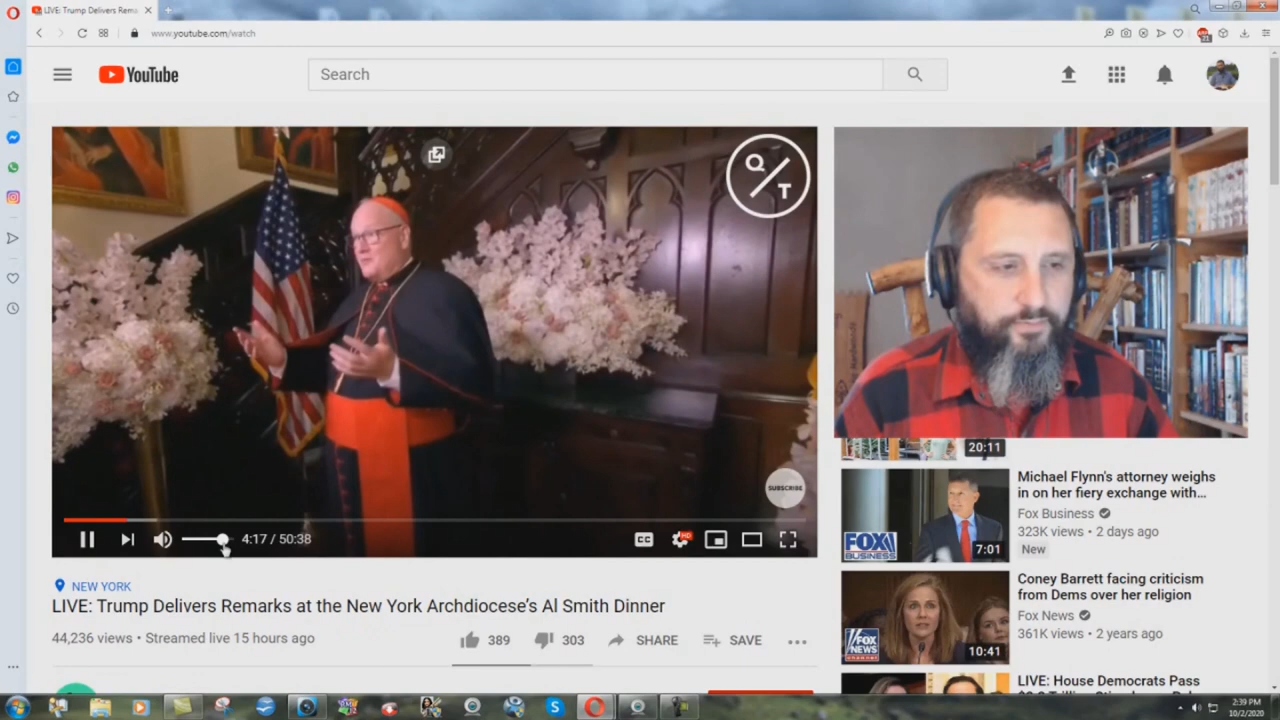 LIVE: Trump Delivers Rema
www.youtube.com/watch
21
YouTube
Search
Q/T
SUBSCRIBE
4:17 / 50:38
CC
HD
NEW YORK
LIVE: Trump Delivers Remarks at the New York Archdiocese's Al Smith Dinner
44,236 views • Streamed live 15 hours ago
389
303
SHARE
SAVE
20:11
FOX
BUSINESS
7:01
Michael Flynn's attorney weighs
in on her fiery exchange with...
Fox Business
323K views • 2 days ago
New
FOX
NEWS
channel
10:41
Coney Barrett facing criticism
from Dems over her religion
Fox News
361K views • 2 years ago
LIVE: House Democrats Pass
2:39 PM
10/2/2020